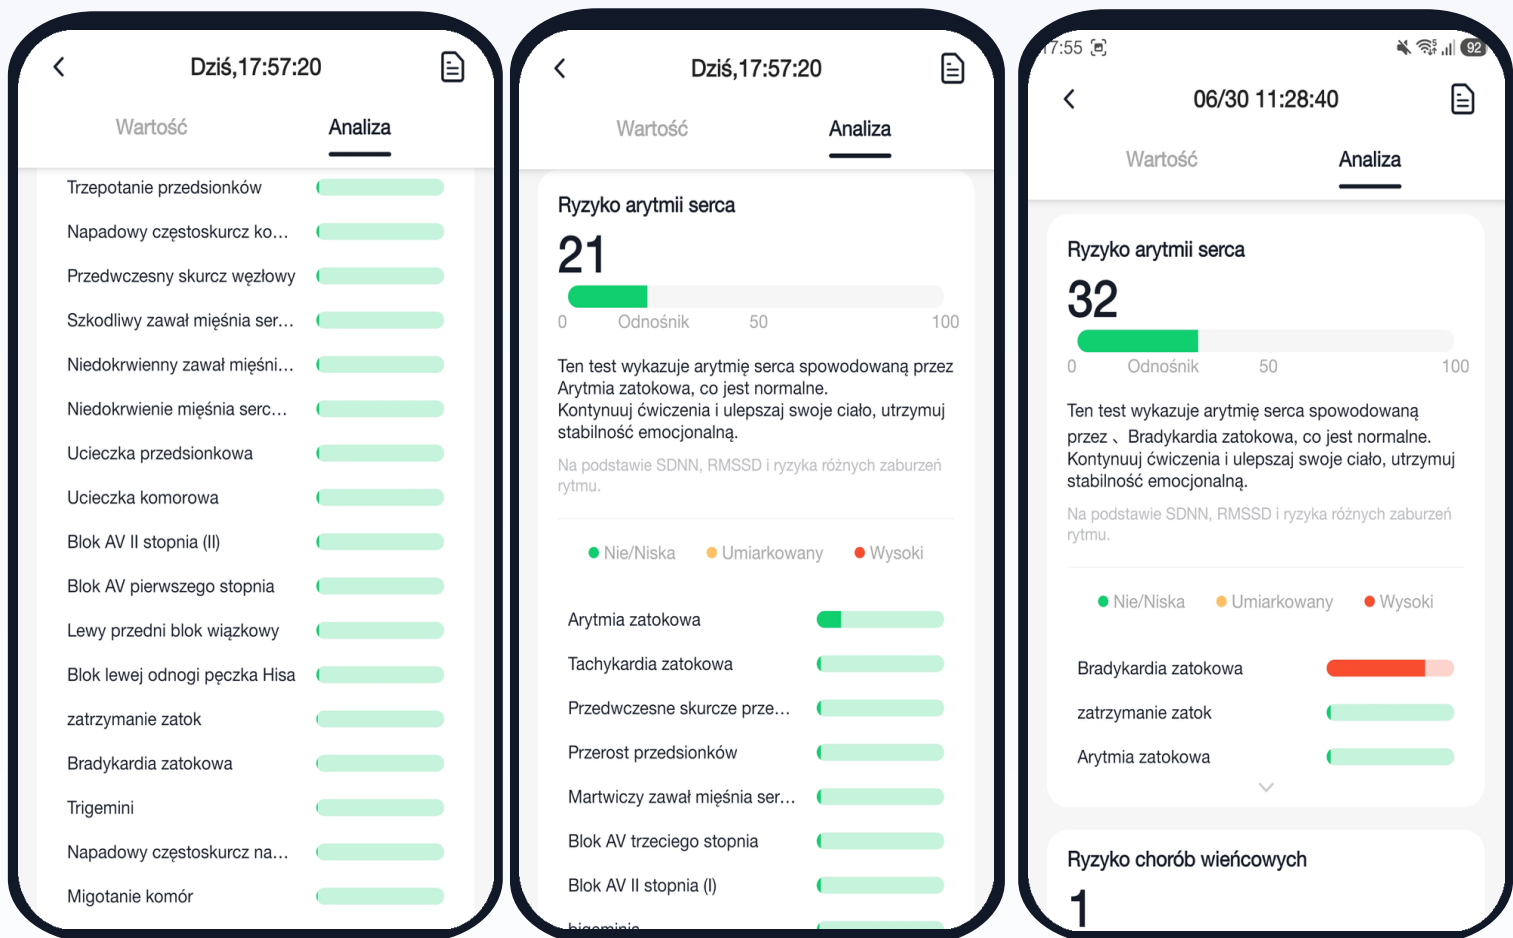 Dziś,17:57:20
Wartość
Analiza
Trzepotanie przedsionków
Napadowy częstoskurcz ko...
Przedwczesny skurcz węzłowy
Szkodliwy zawał mięśnia ser...
Niedokrwienny zawał mięśni...
Niedokrwienie mięśnia serc...
Ucieczka przedsionkowa
Ucieczka komorowa
Blok AV II stopnia (II)
Blok AV pierwszego stopnia
Lewy przedni blok wiązkowy
Blok lewej odnogi pęczka Hisa
zatrzymanie zatok
Bradykardia zatokowa
Trigemini
Napadowy częstoskurcz na...
Migotanie komór
Dziś,17:57:20
Wartość
Analiza
Ryzyko arytmii serca
21
0 Odnośnik 50 100
Ten test wykazuje arytmię serca spowodowaną przez
Arytmia zatokowa, co jest normalne.
Kontynuuj ćwiczenia i ulepszaj swoje ciało, utrzymuj
stabilność emocjonalną.
Na podstawie SDNN, RMSSD i ryzyka różnych zaburzeń
rytmu.
Nie/Niska Umiarkowany Wysoki
Arytmia zatokowa
Tachykardia zatokowa
Przedwczesne skurcze prze...
Przerost przedsionków
Martwiczy zawał mięśnia ser...
Blok AV trzeciego stopnia
Blok AV II stopnia (I)
17:55
92
06/30 11:28:40
Wartość
Analiza
Ryzyko arytmii serca
32
0 Odnośnik 50 100
Ten test wykazuje arytmię serca spowodowaną
przez 、Bradykardia zatokowa, co jest normalne.
Kontynuuj ćwiczenia i ulepszaj swoje ciało, utrzymuj
stabilność emocjonalną.
Na podstawie SDNN, RMSSD i ryzyka różnych zaburzeń
rytmu.
Nie/Niska Umiarkowany Wysoki
Bradykardia zatokowa
zatrzymanie zatok
Arytmia zatokowa
Ryzyko chorób wieńcowych
1